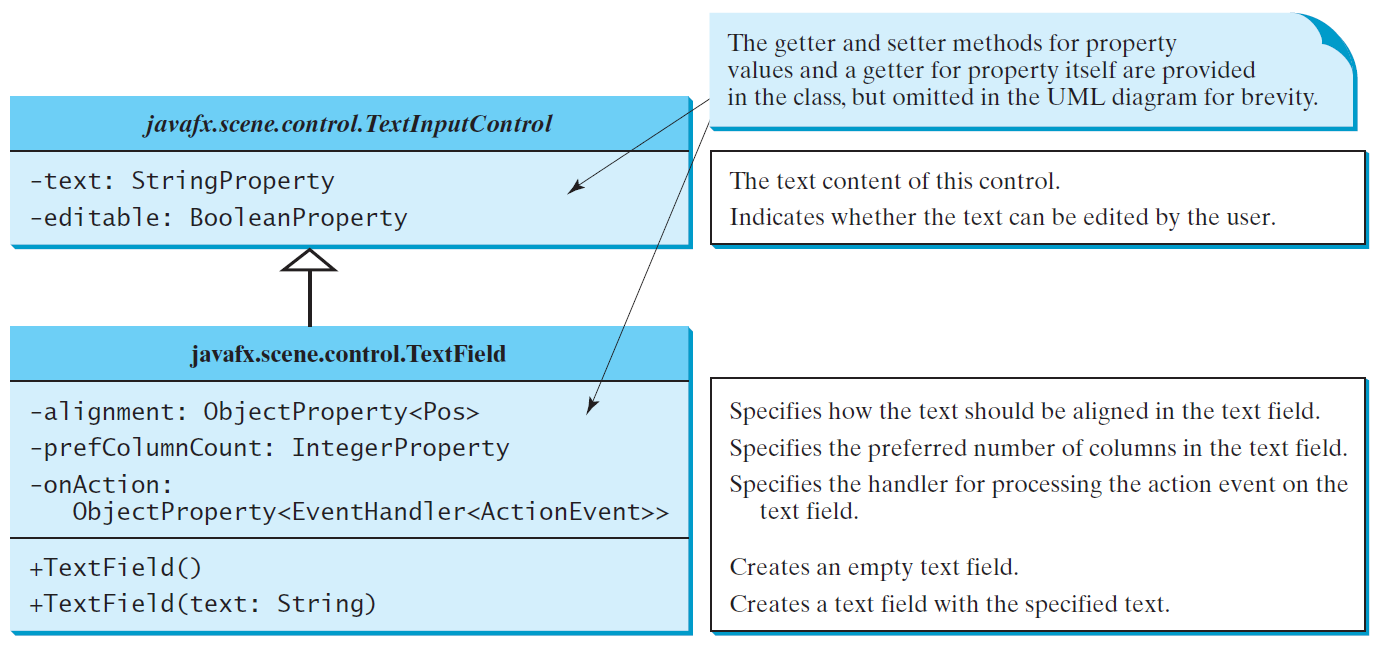 The getter and setter methods for property
values and a getter for property itself are provided
in the class, but omitted in the UML diagram for brevity.
javafx.scene.control.TextInputControl
-text: StringProperty
-editable: BooleanProperty
The text content of this control.
Indicates whether the text can be edited by the user.
javafx.scene.control.TextField
-alignment: ObjectProperty<Pos>
-prefColumnCount: IntegerProperty
-onAction:
ObjectProperty<EventHandler<ActionEvent>>
+TextField()
+TextField(text: String)
Specifies how the text should be aligned in the text field.
Specifies the preferred number of columns in the text field.
Specifies the handler for processing the action event on the
text field.
Creates an empty text field.
Creates a text field with the specified text.